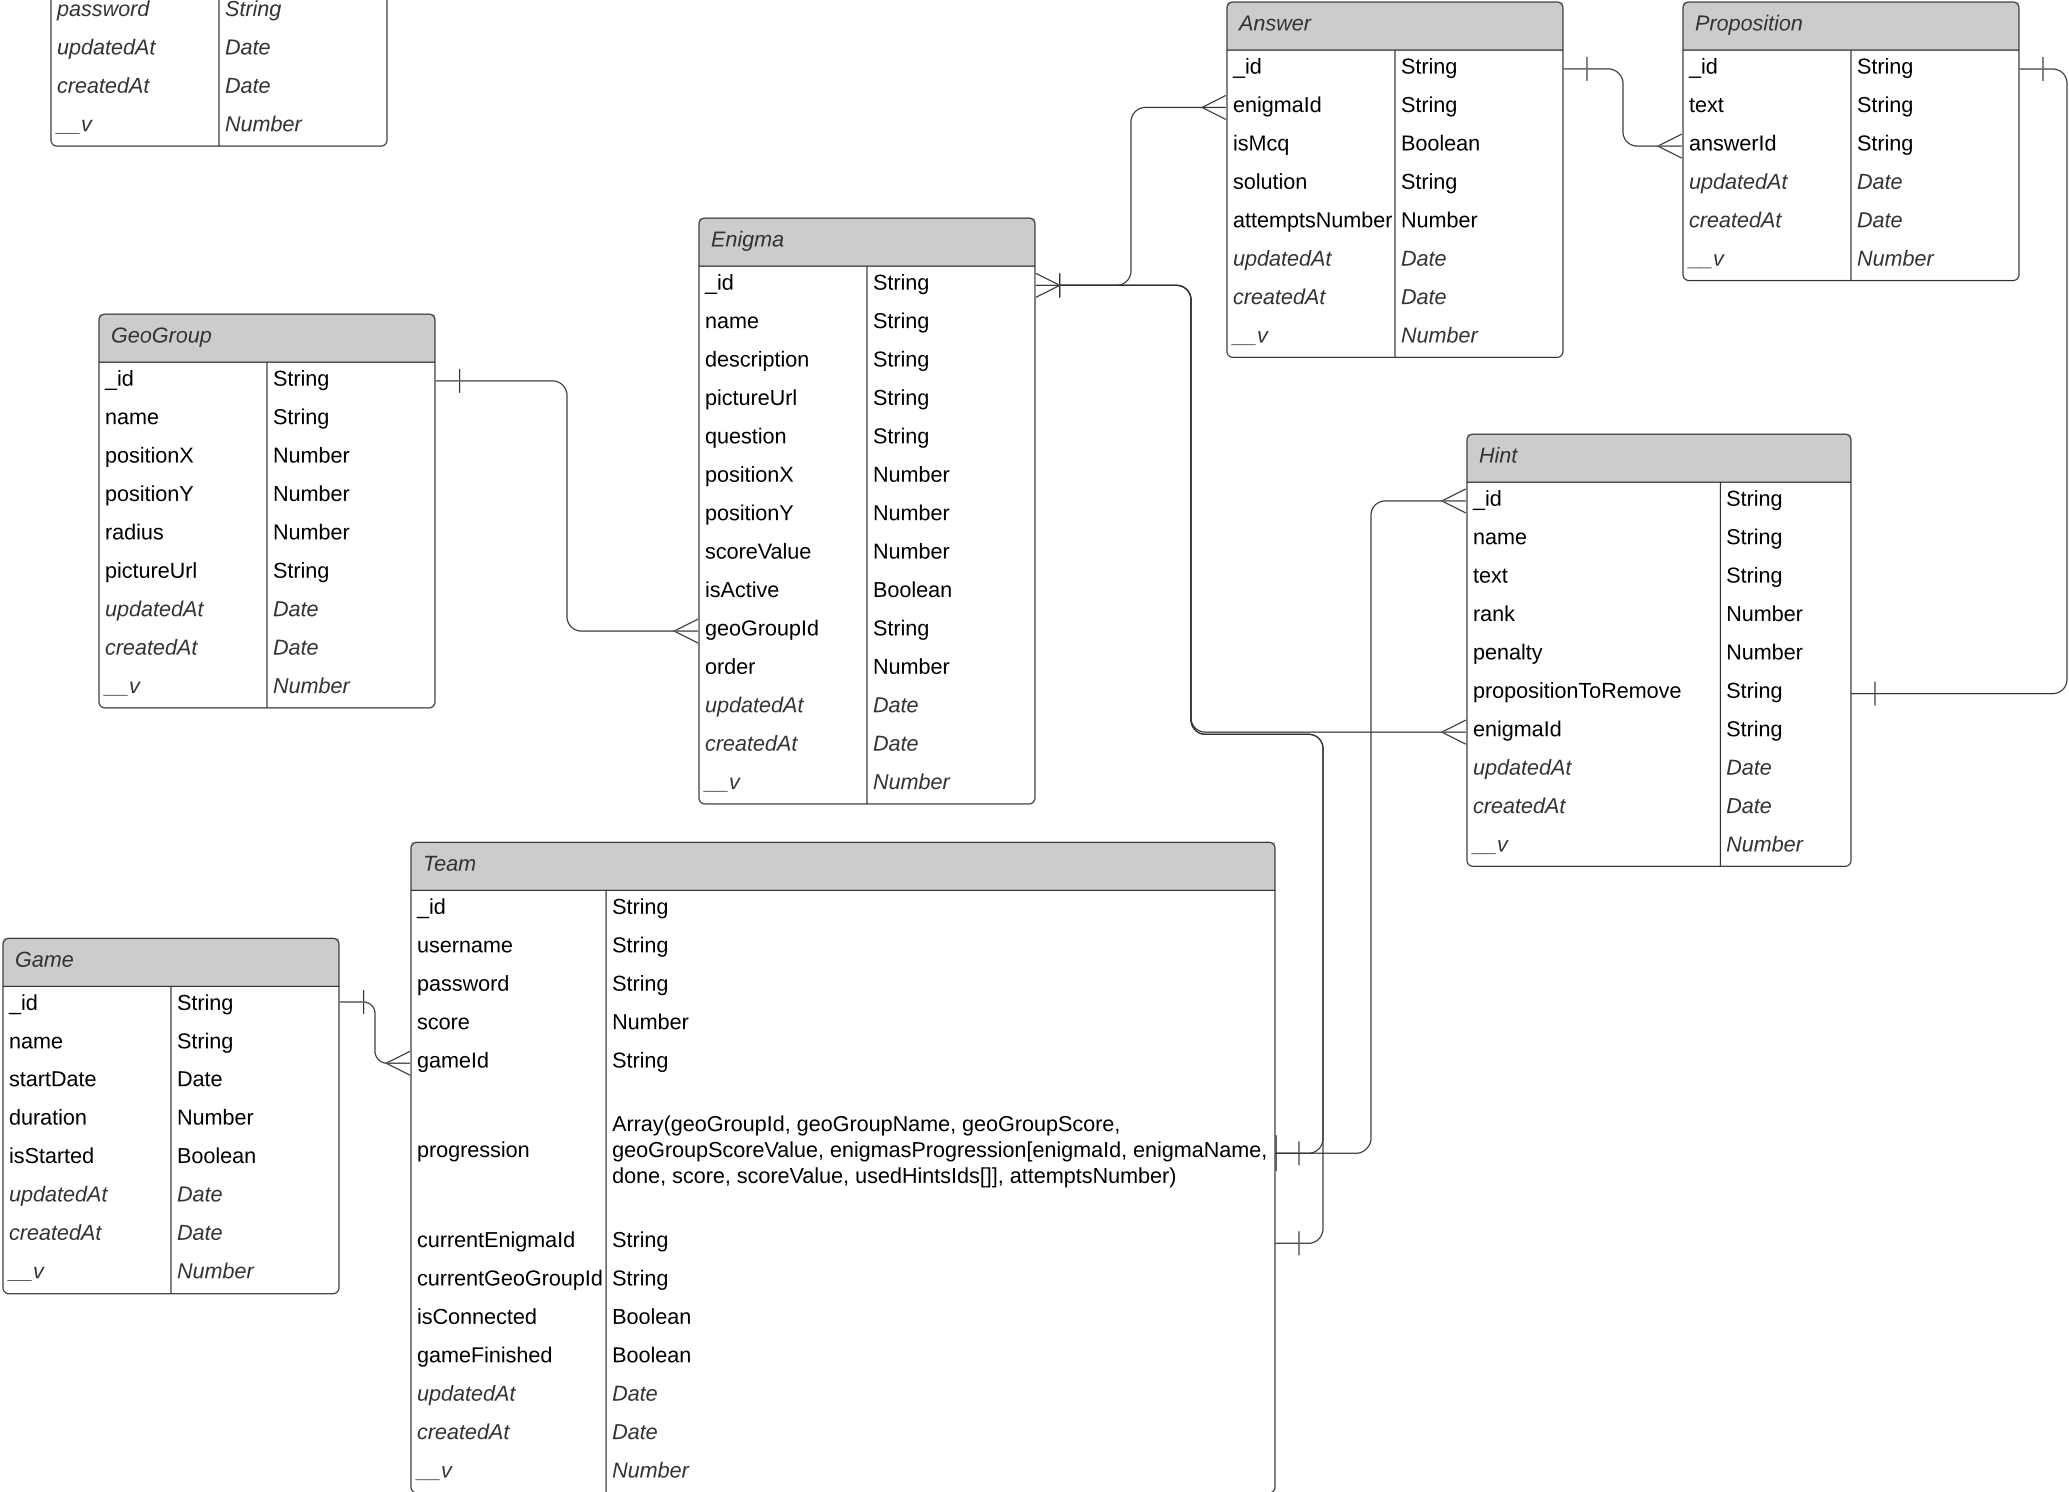 password String
updatedAt Date
createdAt Date
__v Number
Answer
_id String
enigmaId String
isMcq Boolean
solution String
attemptsNumber Number
updatedAt Date
createdAt Date
__v Number
Proposition
_id String
text String
answerId String
updatedAt Date
createdAt Date
__v Number
Enigma
_id String
name String
description String
pictureUrl String
question String
positionX Number
positionY Number
scoreValue Number
isActive Boolean
geoGroupId String
order Number
updatedAt Date
createdAt Date
__v Number
GeoGroup
_id String
name String
positionX Number
positionY Number
radius Number
pictureUrl String
updatedAt Date
createdAt Date
__v Number
Hint
_id String
name String
text String
rank Number
penalty Number
propositionToRemove String
enigmaId String
updatedAt Date
createdAt Date
__v Number
Team
_id String
username String
password String
score Number
gameId String
progression
Array(geoGroupId, geoGroupName, geoGroupScore,
geoGroupScoreValue, enigmasProgression[enigmaId, enigmaName,
done, score, scoreValue, usedHintsIds[]], attemptsNumber)
currentEnigmaId String
currentGeoGroupId String
isConnected Boolean
gameFinished Boolean
updatedAt Date
createdAt Date
__v Number
Game
_id String
name String
startDate Date
duration Number
isStarted Boolean
updatedAt Date
createdAt Date
__v Number